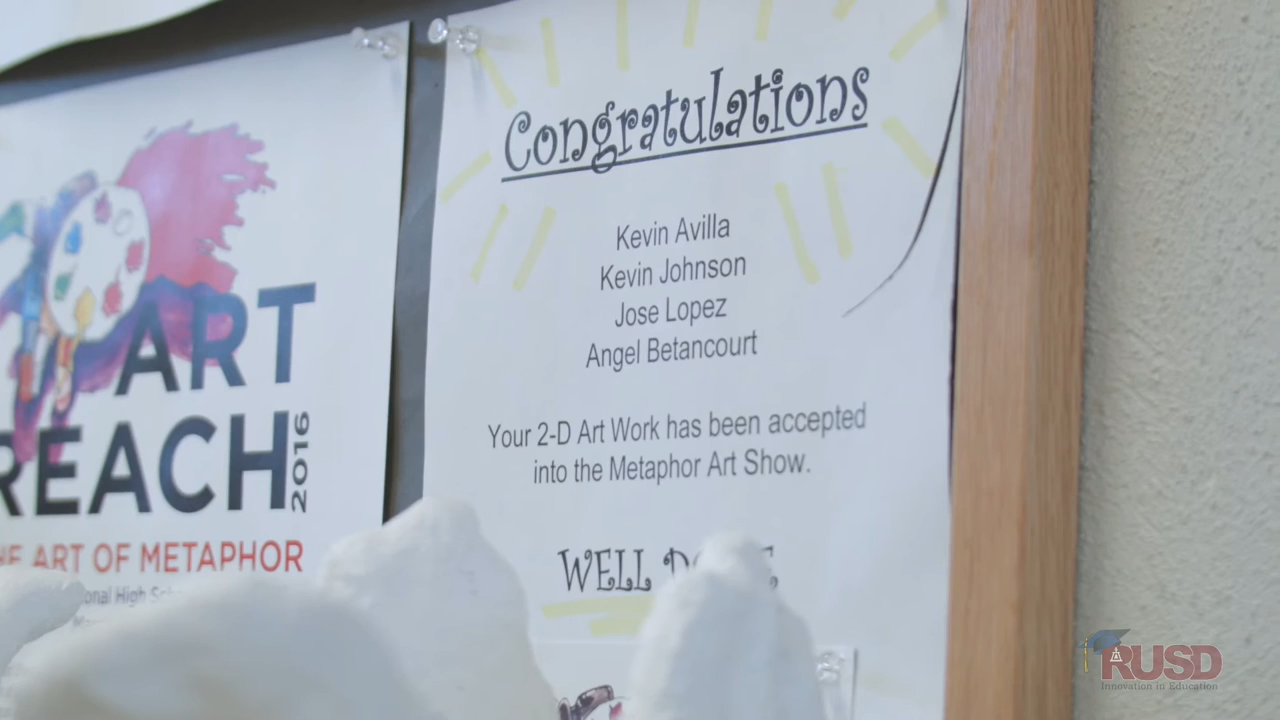 ART
REACH
2016
THE ART OF METAPHOR
Congratulations
Kevin Avilla
Kevin Johnson
Jose Lopez
Angel Betancourt
Your 2-D Art Work has been accepted
into the Metaphor Art Show.
WELL
RUSD
Innovation in Education